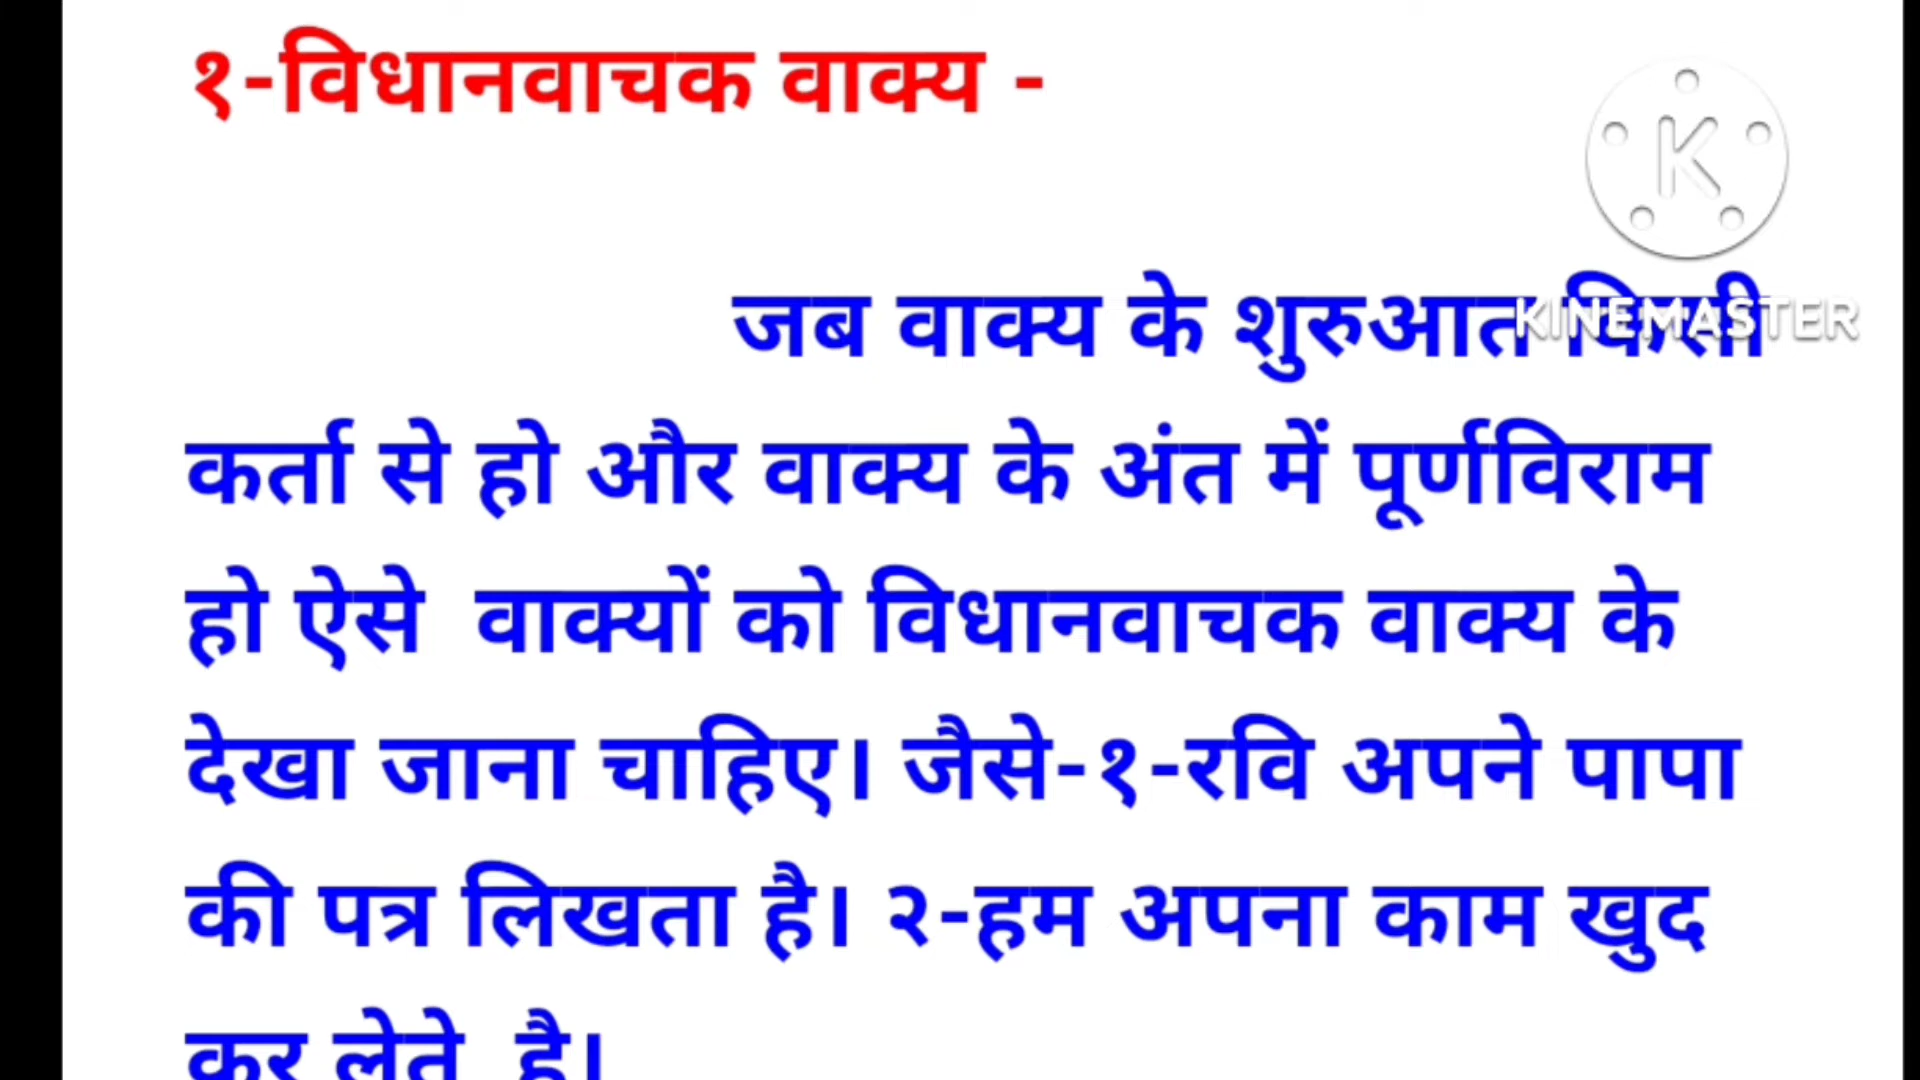 १-विधानवाचक वाक्य -
K
जब वाक्य के शुरुआत किसी
KINEMASTER
कर्ता से हो और वाक्य के अंत में पूर्णविराम
हो ऐसे वाक्यों को विधानवाचक वाक्य के
देखा जाना चाहिए। जैसे-१-रवि अपने पापा
की पत्र लिखता है। २-हम अपना काम खुद
कर लेते है।